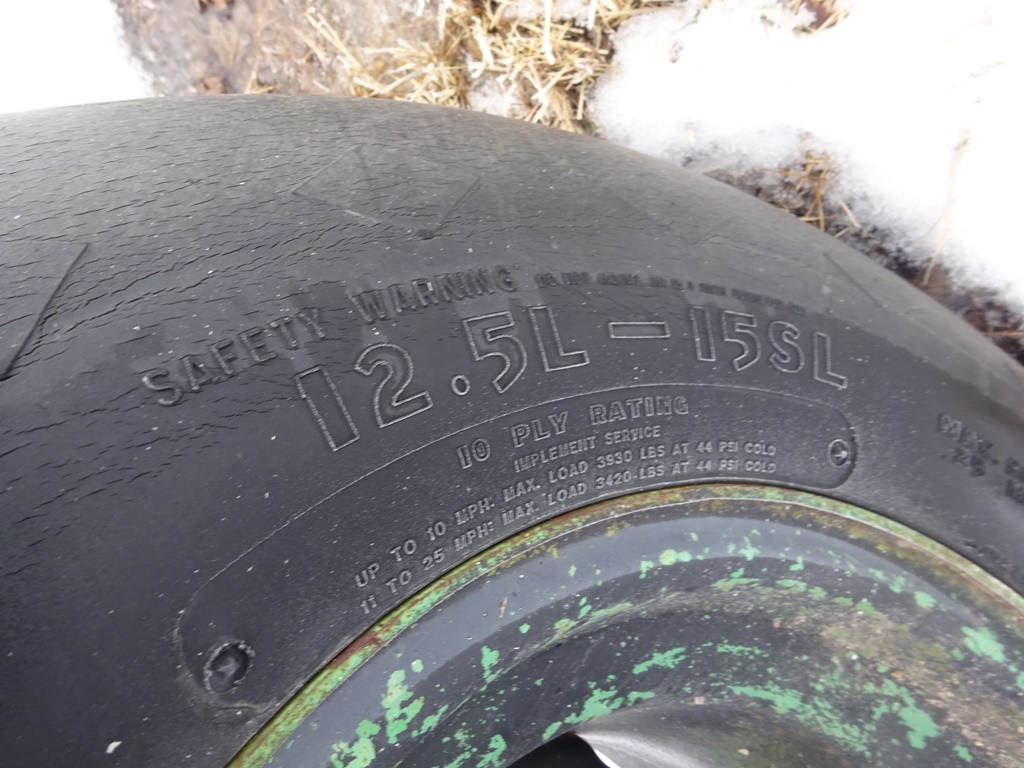 SAFETY WARNING
12.5L - 15SL
10 PLY RATING
IMPLEMENT SERVICE
UP TO 10 MPH: MAX. LOAD 3930 LBS AT 44 PSI COLD
11 TO 25 MPH: MAX. LOAD 3420 LBS AT 44 PSI COLD
MAX.